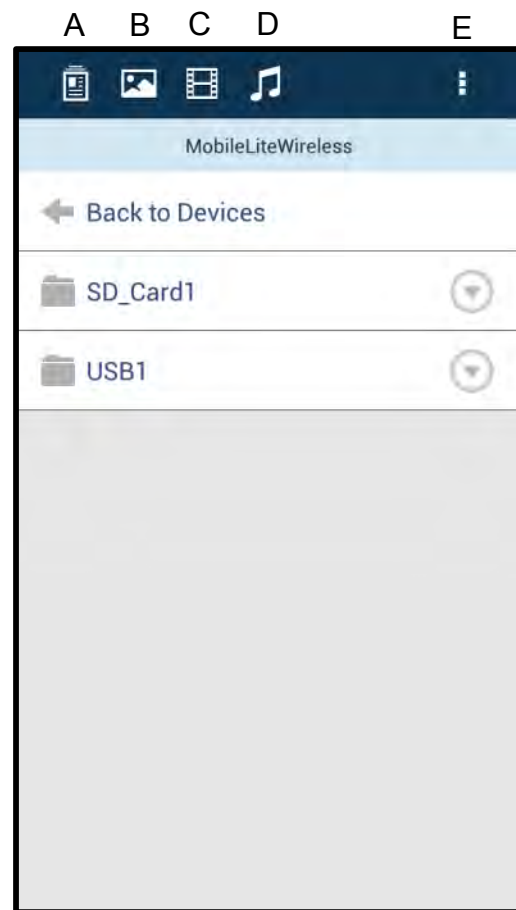 A B C D E
MobileLiteWireless
Back to Devices
SD_Card1
USB1